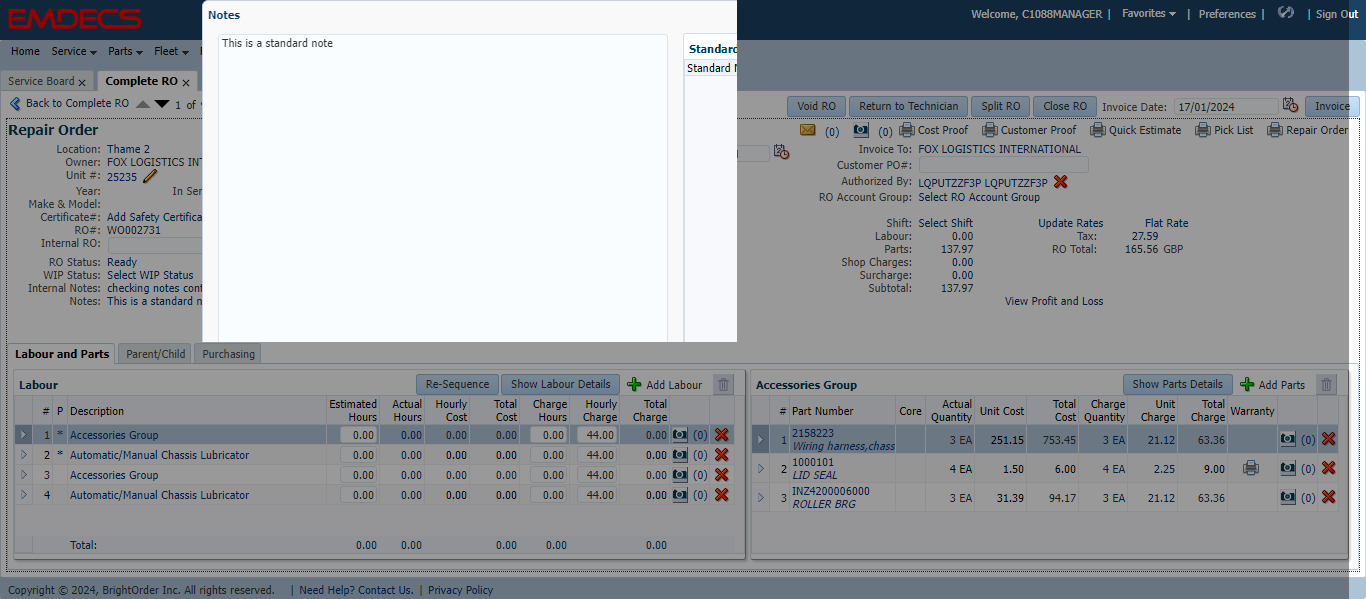 EMDECS
Welcome, C1088MANAGER | Favorites | Preferences | | Sign Out
Home Service Parts Fleet
Service Board x Complete RO x
Back to Complete RO 1 of
Void RO Return to Technician Split RO Close RO Invoice Date: 17/01/2024 Invoice
Notes
This is a standard note
Standard
Standard
Repair Order
(0) (0) Cost Proof Customer Proof Quick Estimate Pick List Repair Order
Location: Thame 2
Owner: FOX LOGISTICS INT
Unit #: 25235
Year: In Ser
Make & Model:
Certificate#: Add Safety Certifica
RO#: WO002731
Internal RO:
RO Status: Ready
WIP Status: Select WIP Status
Internal Notes: checking notes cont
Notes: This is a standard n
Invoice To: FOX LOGISTICS INTERNATIONAL
Customer PO#:
Authorized By: LQPUTZZF3P LQPUTZZF3P
RO Account Group: Select RO Account Group
Shift: Select Shift Update Rates Flat Rate
Labour: 0.00 Tax: 27.59
Parts: 137.97 RO Total: 165.56 GBP
Shop Charges: 0.00
Surcharge: 0.00
Subtotal: 137.97
View Profit and Loss
Labour and Parts Parent/Child Purchasing
Labour Re-Sequence Show Labour Details Add Labour
# P Description Estimated Hours Actual Hours Hourly Cost Total Cost Charge Hours Hourly Charge Total Charge
1 * Accessories Group 0.00 0.00 0.00 0.00 0.00 44.00 0.00 (0)
2 * Automatic/Manual Chassis Lubricator 0.00 0.00 0.00 0.00 0.00 44.00 0.00 (0)
3 Accessories Group 0.00 0.00 0.00 0.00 0.00 44.00 0.00 (0)
4 Automatic/Manual Chassis Lubricator 0.00 0.00 0.00 0.00 0.00 44.00 0.00 (0)
Total: 0.00 0.00 0.00 0.00 0.00
Accessories Group Show Parts Details Add Parts
# Part Number Core Actual Quantity Unit Cost Total Cost Charge Quantity Unit Charge Total Charge Warranty
1 2158223 3 EA 251.15 753.45 3 EA 21.12 63.36 (0)
Wiring harness,chass
2 1000101 4 EA 1.50 6.00 4 EA 2.25 9.00 (0)
LID SEAL
3 INZ4200006000 3 EA 31.39 94.17 3 EA 21.12 63.36 (0)
ROLLER BRG
Copyright © 2024, BrightOrder Inc. All rights reserved. | Need Help? Contact Us. | Privacy Policy